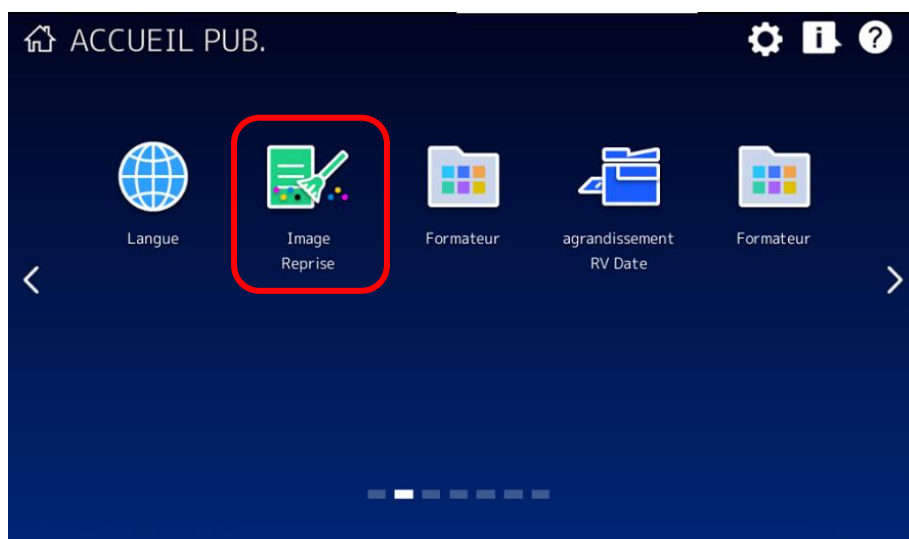 ACCUEIL PUB.
Langue
Image
Reprise
Formateur
agrandissement
RV Date
Formateur